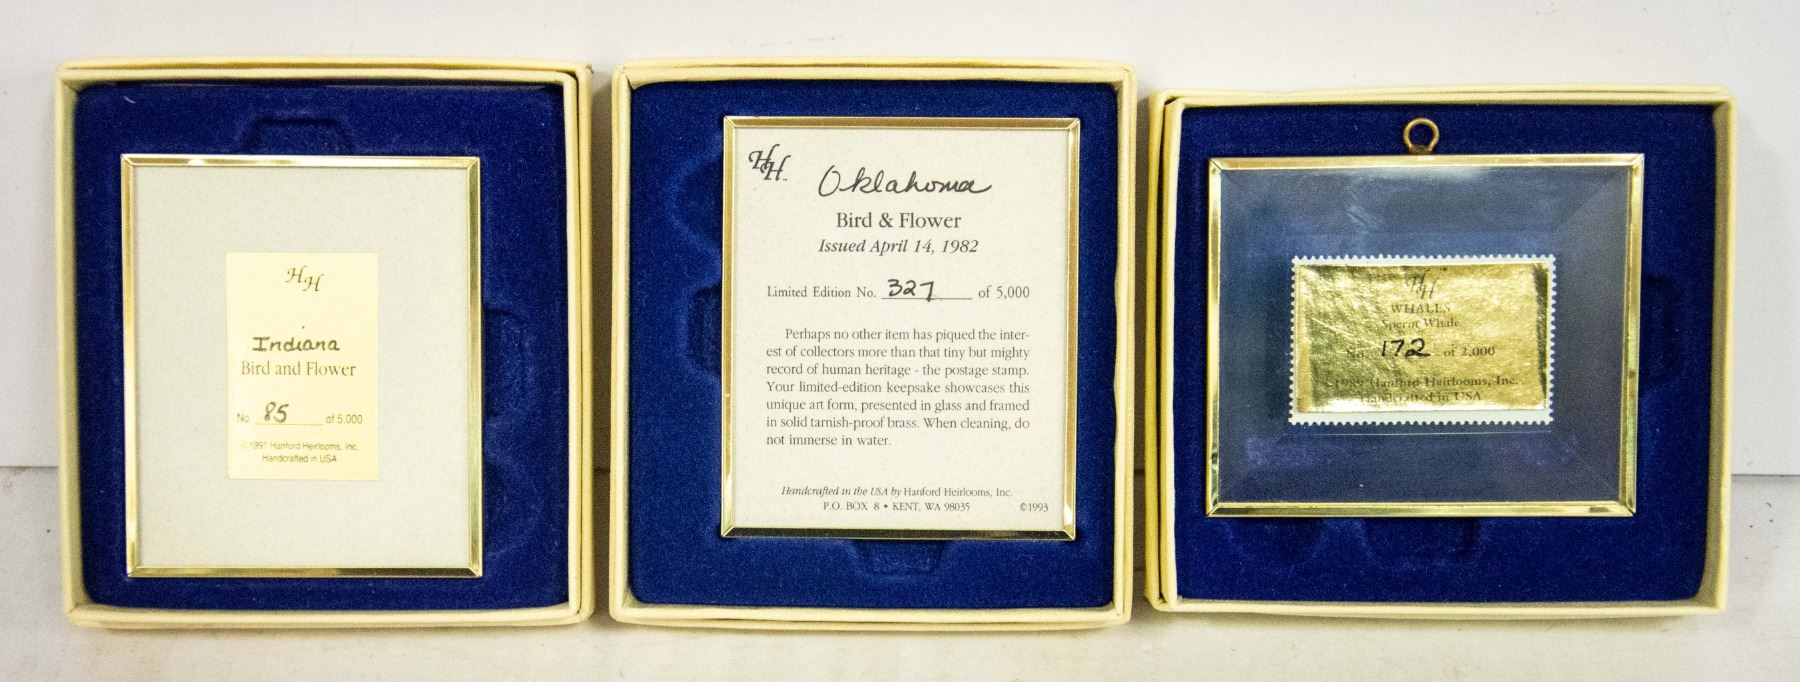 HH
Indiana
Bird and Flower
No. 85 of 5,000
©1991 Hanford Heirlooms, Inc.
Handcrafted in USA
HH™
Oklahoma
Bird & Flower
Issued April 14, 1982
Limited Edition No. 327 of 5,000
Perhaps no other item has piqued the inter-
est of collectors more than that tiny but mighty
record of human heritage - the postage stamp.
Your limited-edition keepsake showcases this
unique art form, presented in glass and framed
in solid tarnish-proof brass. When cleaning, do
not immerse in water.
Handcrafted in the USA by Hanford Heirlooms, Inc.
P.O. BOX 8 • KENT, WA 98035 ©1993
HH
WHALES
Sperm Whale
No. 172 of 2,000
©1989 Hanford Heirlooms, Inc.
Handcrafted in USA